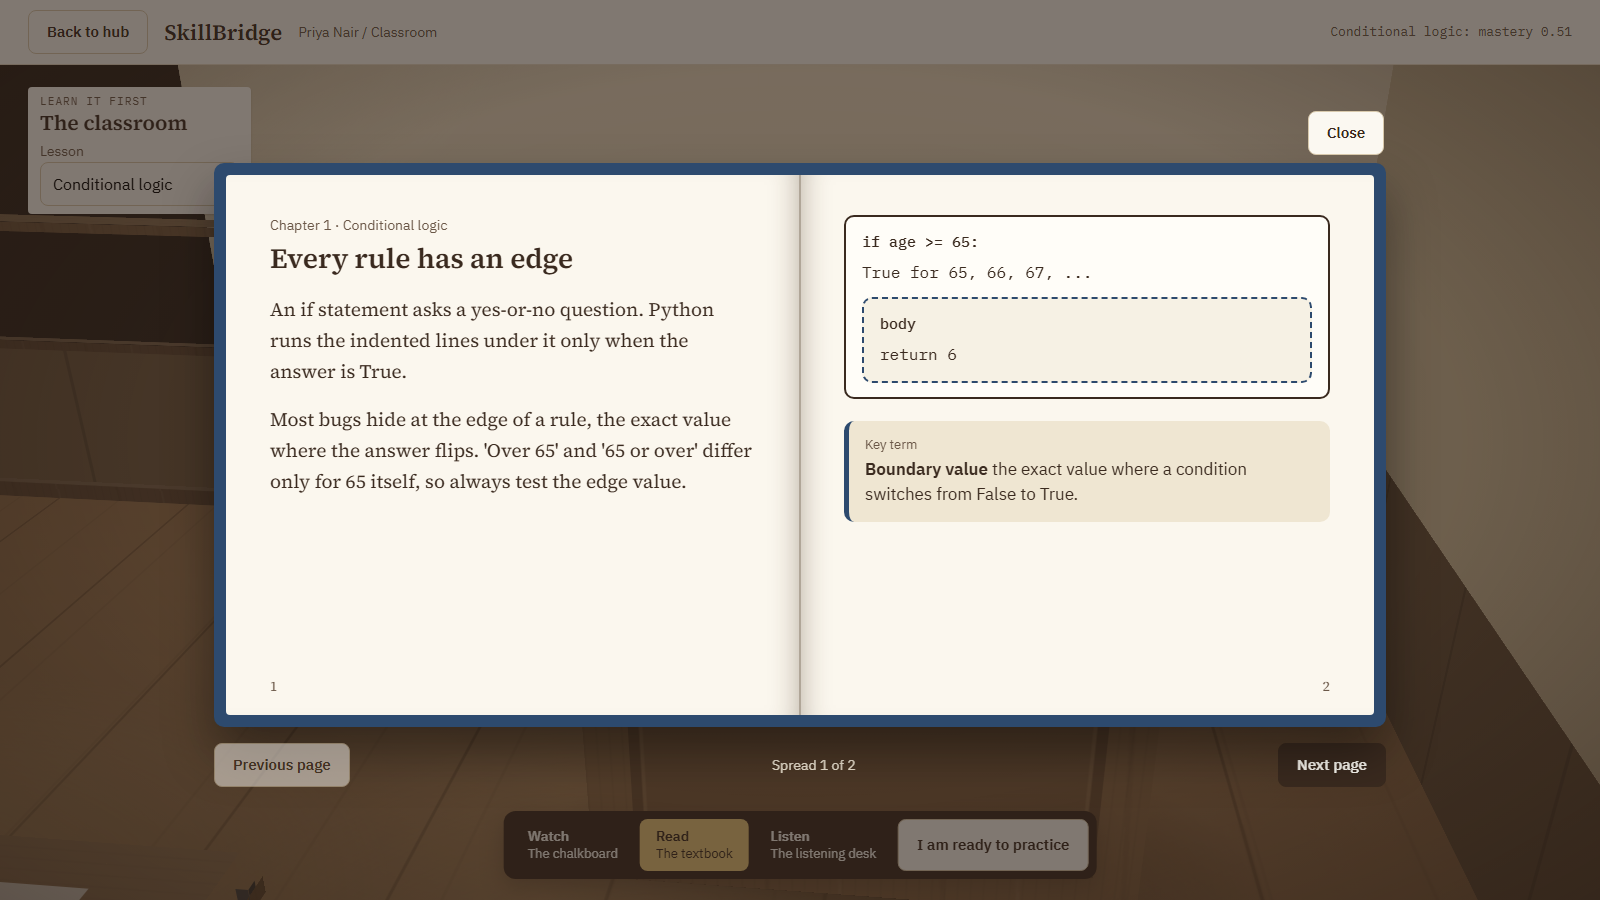 Back to hub
SkillBridge
Priya Nair / Classroom
Conditional logic: mastery 0.51
LEARN IT FIRST
The classroom
Lesson
Conditional logic
Close
Chapter 1 · Conditional logic
Every rule has an edge
An if statement asks a yes-or-no question. Python
runs the indented lines under it only when the
answer is True.
Most bugs hide at the edge of a rule, the exact value
where the answer flips. 'Over 65' and '65 or over' differ
only for 65 itself, so always test the edge value.
1
if age >= 65:
True for 65, 66, 67, ...
body
return 6
Key term
Boundary value the exact value where a condition
switches from False to True.
2
Previous page
Spread 1 of 2
Next page
Watch
The chalkboard
Read
The textbook
Listen
The listening desk
I am ready to practice